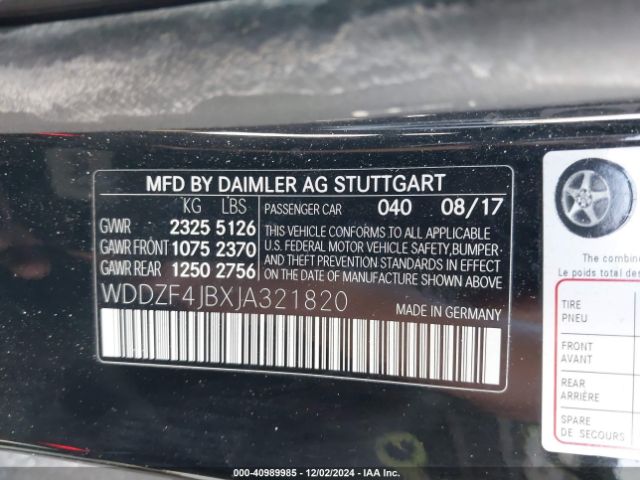 MFD BY DAIMLER AG STUTTGART
KG LBS
GVWR 2325 5126
GAWR FRONT 1075 2370
GAWR REAR 1250 2756
PASSENGER CAR 040 08/17
THIS VEHICLE CONFORMS TO ALL APPLICABLE
U.S. FEDERAL MOTOR VEHICLE SAFETY, BUMPER-
AND THEFT PREVENTION STANDARDS IN EFFECT
ON THE DATE OF MANUFACTURE SHOWN ABOVE
WDDZF4JBXJA321820
MADE IN GERMANY
The combine
Le poids
TIRE
PNEU
FRONT
AVANT
REAR
ARRIÈRE
SPARE
DE SECOURS
000-40989985 - 12/02/2024 - IAA Inc.